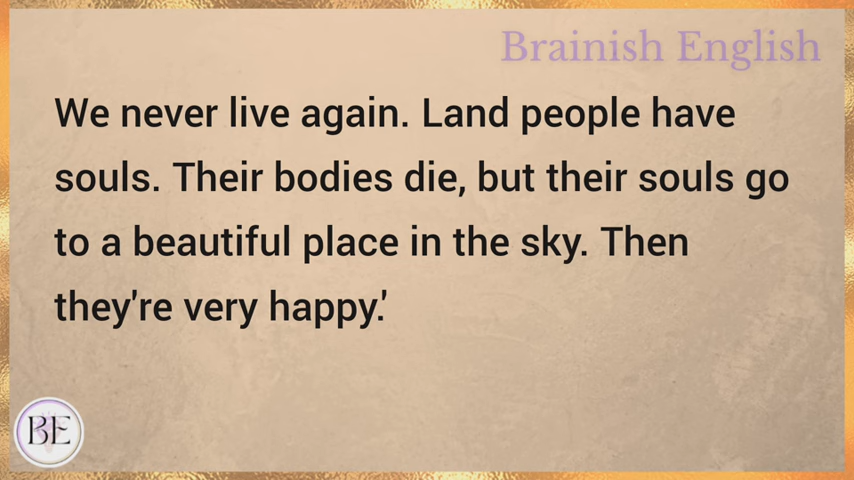 Brainish English
We never live again. Land people have
souls. Their bodies die, but their souls go
to a beautiful place in the sky. Then
they're very happy.'
BE